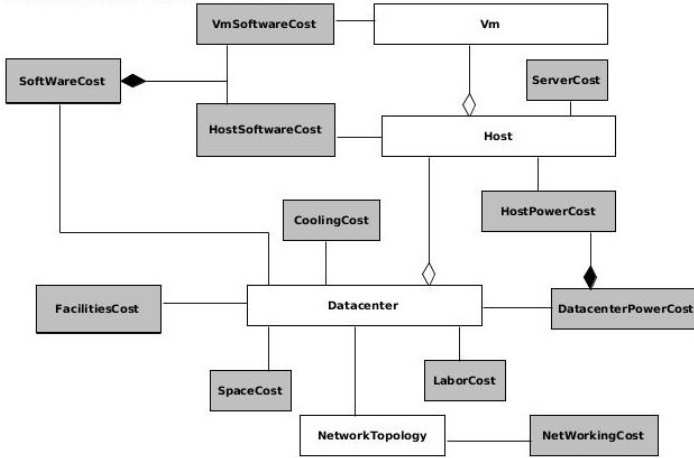 VmSoftwareCost
Vm
SoftWareCost
ServerCost
HostSoftwareCost
Host
HostPowerCost
CoolingCost
FacilitiesCost
Datacenter
DatacenterPowerCost
SpaceCost
LaborCost
NetworkTopology
NetWorkingCost